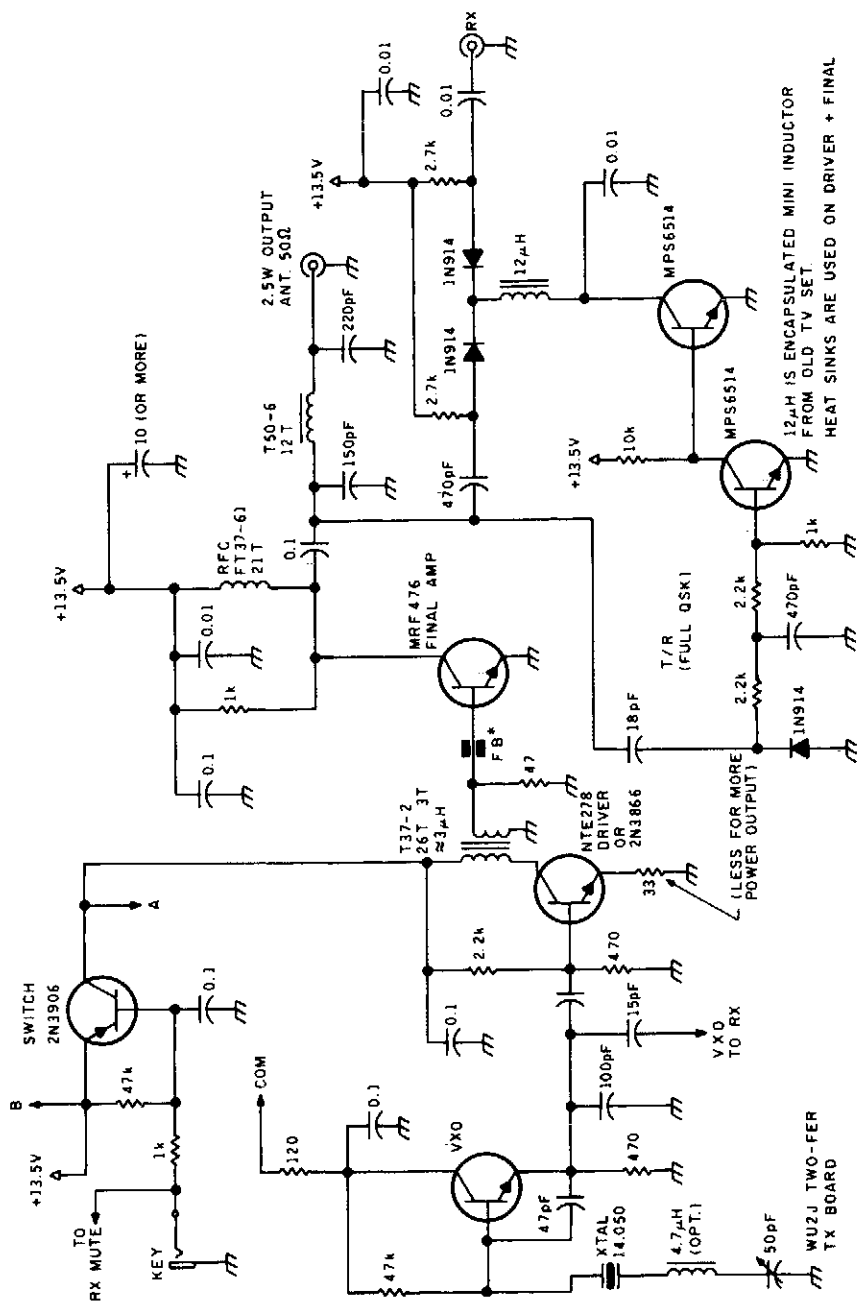 +13.5V
TO
RX MUTE
KEY
1k
47k
B
SWITCH
2N3906
0.1
A
COM
120
0.1
47k
VXO
47pF
470
100pF
XTAL
14.050
4.7µH
(OPT.)
50pF
WU2J TWO-FER
TX BOARD
15pF
VXO
TO RX
0.1
2.2k
470
T37-2
26T 3T
≈3µH
NTE278
DRIVER
OR
2N3866
33
(LESS FOR MORE
POWER OUTPUT)
47
FB*
MRF476
FINAL AMP
+13.5V
0.1
1k
0.01
RFC
FT37-61
21T
10 (OR MORE)
+
0.1
150pF
T50-6
12T
220pF
2.5W OUTPUT
ANT. 50Ω
+13.5V
0.01
2.7k
2.7k
470pF
1N914
1N914
0.01
RX
12µH
0.01
18pF
1N914
2.2k
470pF
2.2k
T/R
(FULL QSK)
1k
+13.5V
10k
MPS6514
MPS6514
12µH IS ENCAPSULATED MINI INDUCTOR
FROM OLD TV SET.
HEAT SINKS ARE USED ON DRIVER + FINAL